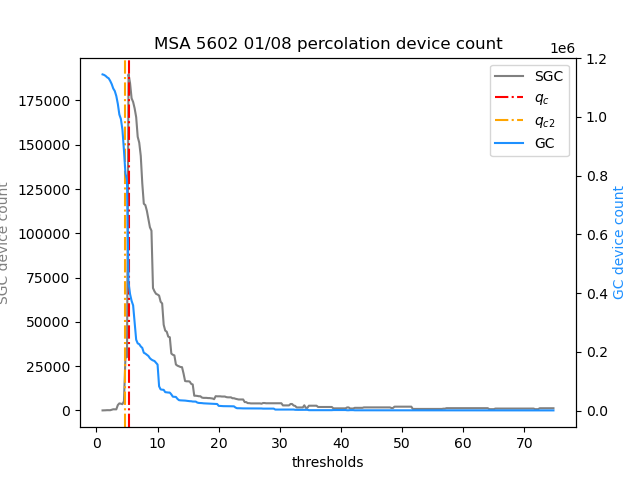 MSA 5602 01/08 percolation device count
1e6
SGC
q_c
q_c2
GC
175000
150000
125000
100000
75000
50000
25000
0
SGC device count
1.2
1.0
0.8
0.6
0.4
0.2
0.0
GC device count
0 10 20 30 40 50 60 70
thresholds